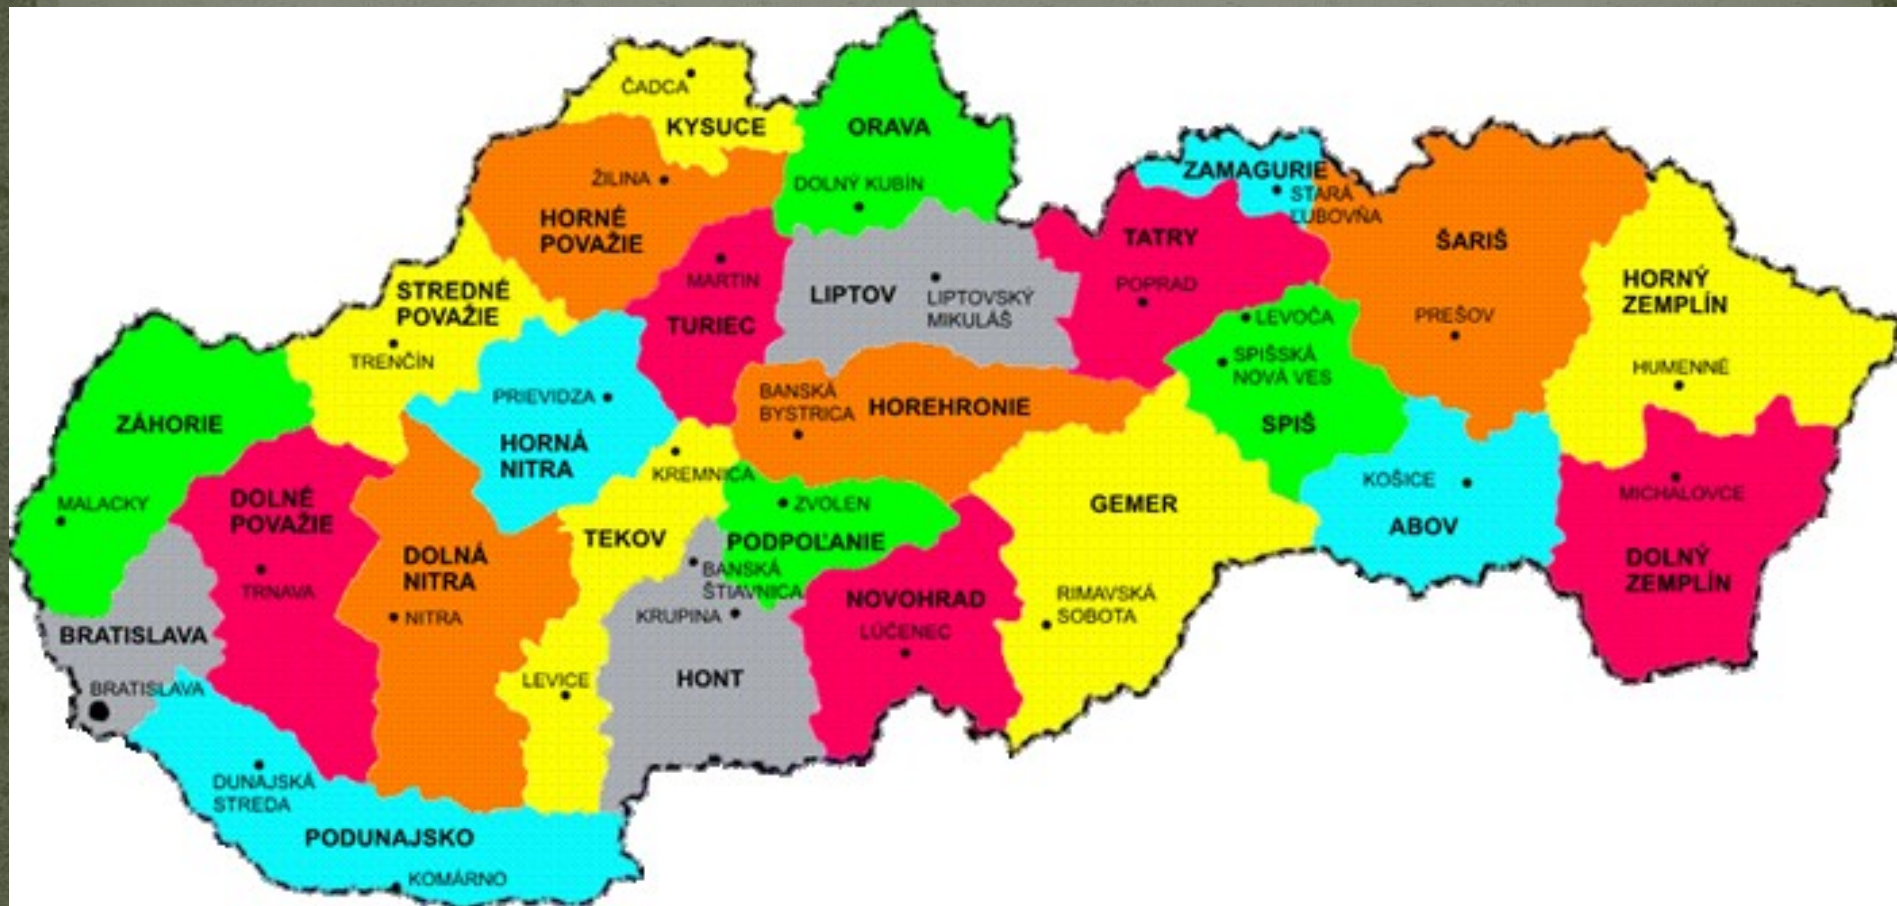 ČADCA
KYSUCE
ORAVA
ŽILINA
DOLNÝ KUBÍN
HORNÉ
POVAŽIE
ZAMAGURIE
STARÁ
ĽUBOVŇA
TATRY
ŠARIŠ
MARTIN
TURIEC
LIPTOV
LIPTOVSKÝ
MIKULÁŠ
POPRAD
LEVOČA
PREŠOV
HORNÝ
ZEMPLÍN
STREDNÉ
POVAŽIE
TRENČÍN
SPIŠSKÁ
NOVÁ VES
SPIŠ
HUMENNÉ
PRIEVIDZA
HORNÁ
NITRA
BANSKÁ
BYSTRICA
HOREHRONIE
ZÁHORIE
MALACKY
DOLNÉ
POVAŽIE
TRNAVA
KREMNICA
TEKOV
ZVOLEN
PODPOĽANIE
GEMER
KOŠICE
ABOV
MICHALOVCE
DOLNÝ
ZEMPLÍN
DOLNÁ
NITRA
NITRA
BANSKÁ
ŠTIAVNICA
KRUPINA
NOVOHRAD
LÚČENEC
RIMAVSKÁ
SOBOTA
BRATISLAVA
BRATISLAVA
LEVICE
HONT
DUNAJSKÁ
STREDA
PODUNAJSKO
KOMÁRNO